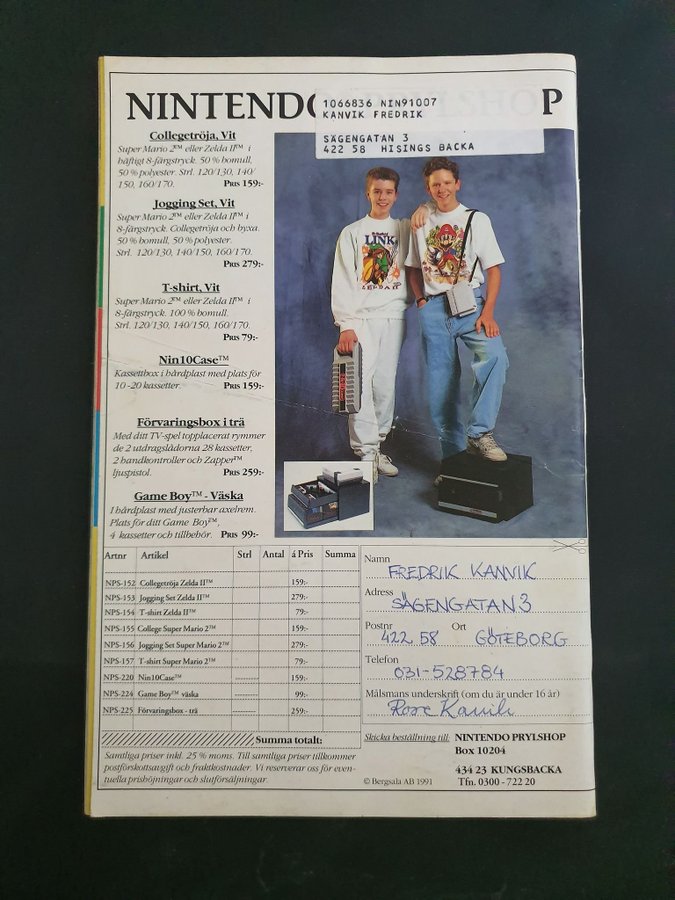 NINTENDO P
1066836 NIN91007
KANVIK FREDRIK
SÄGENGATAN 3
422 58 HISINGS BACKA
Collegetröja, Vit
Super Mario 2™ eller Zelda II™ i
häftigt 8-färgstryck. 50 % bomull,
50 % polyester. Strl. 120/130, 140/
150, 160/170. Pris 159:-
Jogging Set, Vit
Super Mario 2™ eller Zelda II™ i
8-färgstryck. Collegetröja och byxa.
50 % bomull, 50 % polyester.
Strl. 120/130, 140/150, 160/170.
Pris 279:-
T-shirt, Vit
Super Mario 2™ eller Zelda II™ i
8-färgstryck. 100 % bomull.
Strl. 120/130, 140/150, 160/170.
Pris 79:-
Nin10Case™
Kassettbox i hårdplast med plats för
10-20 kassetter. Pris 159:-
Förvaringsbox i trä
Med ditt TV-spel topplacerat rymmer
de 2 utdragslådorna 28 kassetter,
2 handkontroller och Zapper™
ljuspistol. Pris 259:-
Game Boy™ - Väska
I hårdplast med justerbar axelrem.
Plats för ditt Game Boy™,
4 kassetter och tillbehör. Pris 99:-
LINK
Artnr Artikel Strl Antal á Pris Summa
NPS-152 Collegetröja Zelda II™ 159:-
NPS-153 Jogging Set Zelda II™ 279:-
NPS-154 T-shirt Zelda II™ 79:-
NPS-155 College Super Mario 2™ 159:-
NPS-156 Jogging Set Super Mario 2™ 279:-
NPS-157 T-shirt Super Mario 2™ 79:-
NPS-220 Nin10Case™ 159:-
NPS-224 Game Boy™ väska 99:-
NPS-225 Förvaringsbox - trä 259:-
Summa totalt:
Samtliga priser inkl. 25 % moms. Till samtliga priser tillkommer
postförskottsavgift och fraktkostnader. Vi reserverar oss för even-
tuella prishöjningar och slutförsäljningar.
© Bergsala AB 1991
Namn
FREDRIK KANVIK
Adress
SÄGENGATAN 3
Postnr Ort
422 58 GÖTEBORG
Telefon
031-528784
Målsmans underskrift (om du är under 16 år)
Skicka beställning till: NINTENDO PRYLSHOP
Box 10204
434 23 KUNGSBACKA
Tfn. 0300 - 722 20